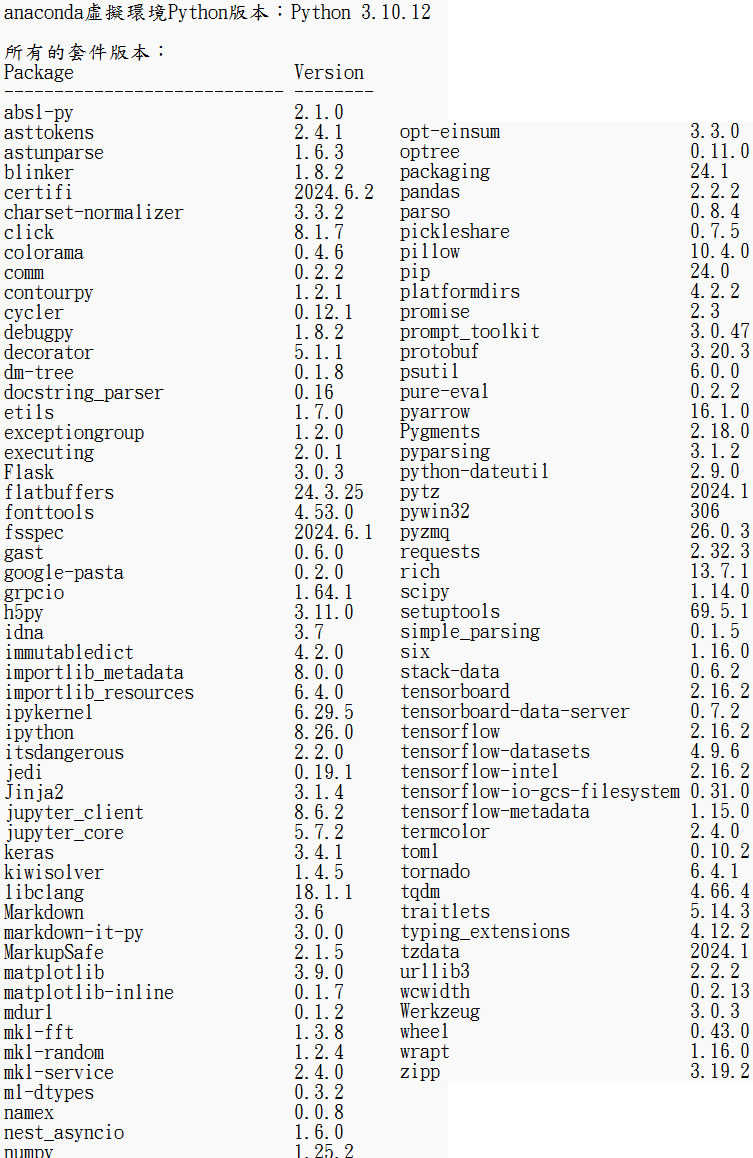 anaconda虛擬環境Python版本：Python 3.10.12
所有的套件版本：
Package Version
---------------------------- --------
absl-py 2.1.0
asttokens 2.4.1
astunparse 1.6.3
blinker 1.8.2
certifi 2024.6.2
charset-normalizer 3.3.2
click 8.1.7
colorama 0.4.6
comm 0.2.2
contourpy 1.2.1
cycler 0.12.1
debugpy 1.8.2
decorator 5.1.1
dm-tree 0.1.8
docstring_parser 0.16
etils 1.7.0
exceptiongroup 1.2.0
executing 2.0.1
Flask 3.0.3
flatbuffers 24.3.25
fonttools 4.53.0
fsspec 2024.6.1
gast 0.6.0
google-pasta 0.2.0
grpcio 1.64.1
h5py 3.11.0
idna 3.7
immutabledict 4.2.0
importlib_metadata 8.0.0
importlib_resources 6.4.0
ipykernel 6.29.5
ipython 8.26.0
itsdangerous 2.2.0
jedi 0.19.1
Jinja2 3.1.4
jupyter_client 8.6.2
jupyter_core 5.7.2
keras 3.4.1
kiwisolver 1.4.5
libclang 18.1.1
Markdown 3.6
markdown-it-py 3.0.0
MarkupSafe 2.1.5
matplotlib 3.9.0
matplotlib-inline 0.1.7
mdurl 0.1.2
mkl-fft 1.3.8
mkl-random 1.2.4
mkl-service 2.4.0
ml-dtypes 0.3.2
namex 0.0.8
nest_asyncio 1.6.0
numpy 1.25.2
opt-einsum 3.3.0
optree 0.11.0
packaging 24.1
pandas 2.2.2
parso 0.8.4
pickleshare 0.7.5
pillow 10.4.0
pip 24.0
platformdirs 4.2.2
promise 2.3
prompt_toolkit 3.0.47
protobuf 3.20.3
psutil 6.0.0
pure-eval 0.2.2
pyarrow 16.1.0
Pygments 2.18.0
pyparsing 3.1.2
python-dateutil 2.9.0
pytz 2024.1
pywin32 306
pyzmq 26.0.3
requests 2.32.3
rich 13.7.1
scipy 1.14.0
setuptools 69.5.1
simple_parsing 0.1.5
six 1.16.0
stack-data 0.6.2
tensorboard 2.16.2
tensorboard-data-server 0.7.2
tensorflow 2.16.2
tensorflow-datasets 4.9.6
tensorflow-intel 2.16.2
tensorflow-io-gcs-filesystem 0.31.0
tensorflow-metadata 1.15.0
termcolor 2.4.0
toml 0.10.2
tornado 6.4.1
tqdm 4.66.4
traitlets 5.14.3
typing_extensions 4.12.2
tzdata 2024.1
urllib3 2.2.2
wcwidth 0.2.13
Werkzeug 3.0.3
wheel 0.43.0
wrapt 1.16.0
zipp 3.19.2